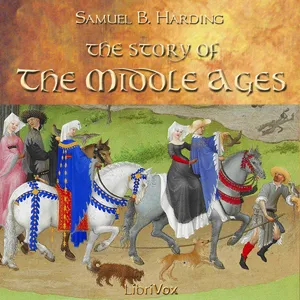 SAMUEL B. HARDING
THE STORY OF
THE MIDDLE AGES
LibriVox